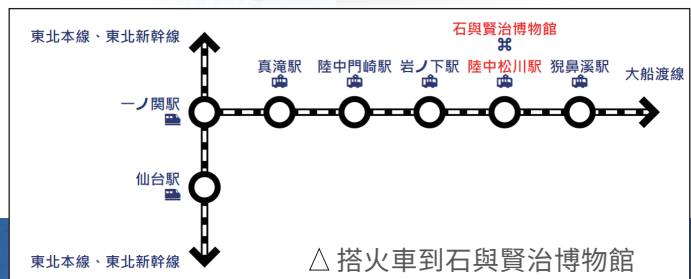 東北本線、東北新幹線
石與賢治博物館
真滝駅
陸中門崎駅
岩ノ下駅
陸中松川駅
猊鼻溪駅
大船渡線
一ノ関駅
仙台駅
東北本線、東北新幹線
△ 搭火車到石與賢治博物館